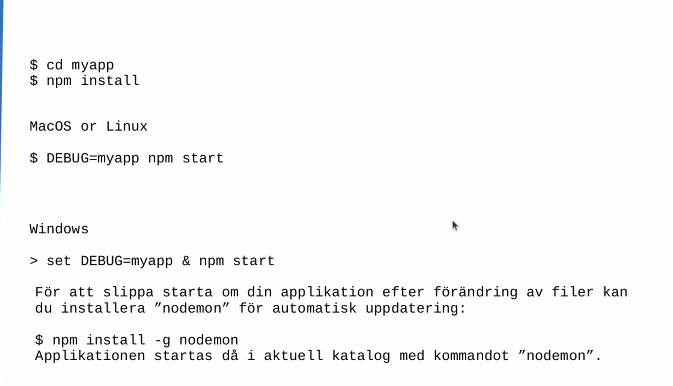 $ cd myapp
$ npm install
MacOS or Linux
$ DEBUG=myapp npm start
Windows
> set DEBUG=myapp & npm start
För att slippa starta om din applikation efter förändring av filer kan
du installera ”nodemon” för automatisk uppdatering:
$ npm install -g nodemon
Applikationen startas då i aktuell katalog med kommandot ”nodemon”.